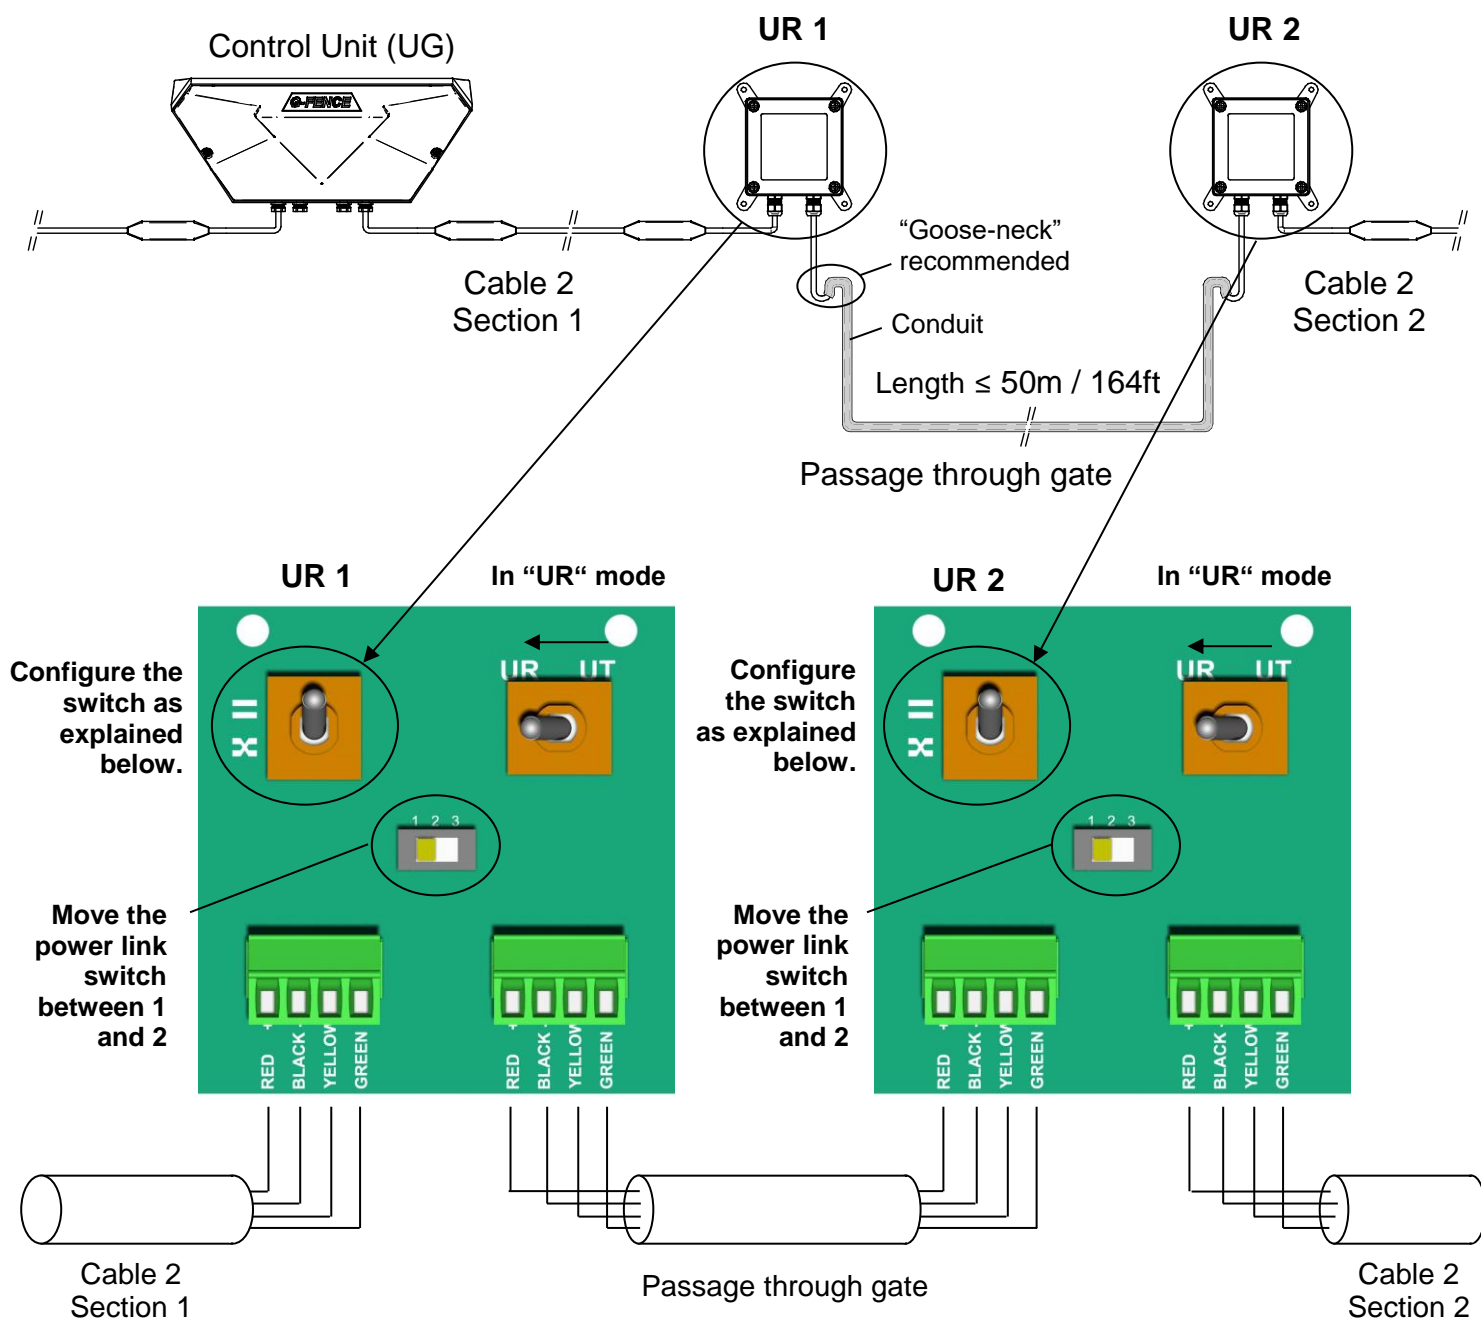 UR 1
UR 2
Control Unit (UG)
G-FENCE
“Goose-neck”
recommended
Cable 2
Section 1
Cable 2
Section 2
Conduit
Length ≤ 50m / 164ft
Passage through gate
UR 1
In “UR“ mode
UR 2
In “UR“ mode
Configure the
switch as
explained
below.
UR UT
=
X
1 2 3
Configure
the switch
as explained
below.
UR UT
=
X
1 2 3
Move the
power link
switch
between 1
and 2
Move the
power link
switch
between 1
and 2
RED +
BLACK -
YELLOW
GREEN
RED +
BLACK -
YELLOW
GREEN
RED +
BLACK -
YELLOW
GREEN
RED +
BLACK -
YELLOW
GREEN
Cable 2
Section 1
Passage through gate
Cable 2
Section 2